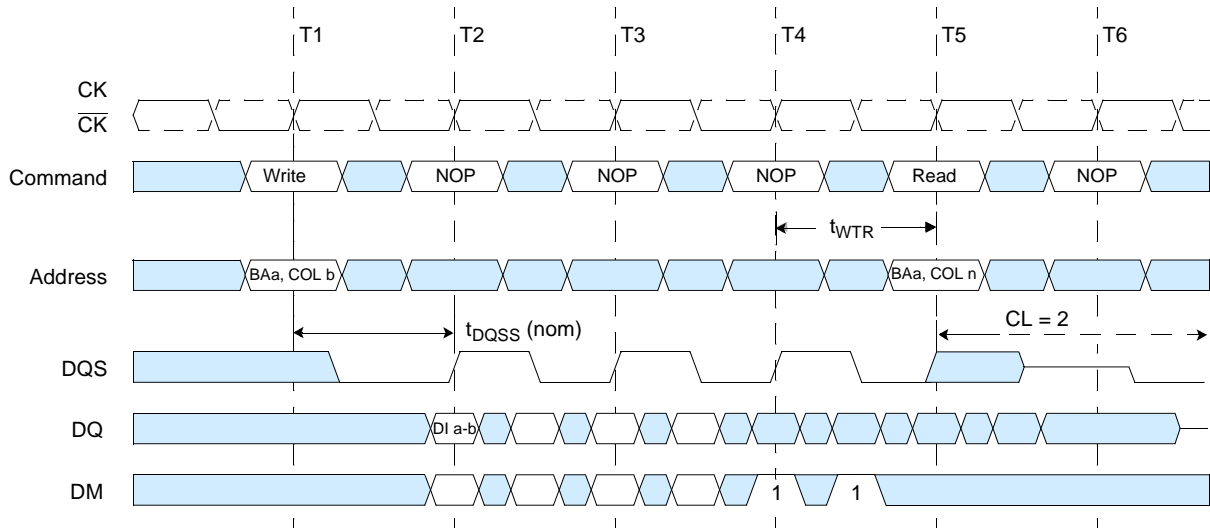 T1 T2 T3 T4 T5 T6
CK
CK
Command Write NOP NOP NOP Read NOP
tWTR
Address BAa, COL b BAa, COL n
tDQSS (nom) CL = 2
DQS
DQ DI a-b
DM 1 1